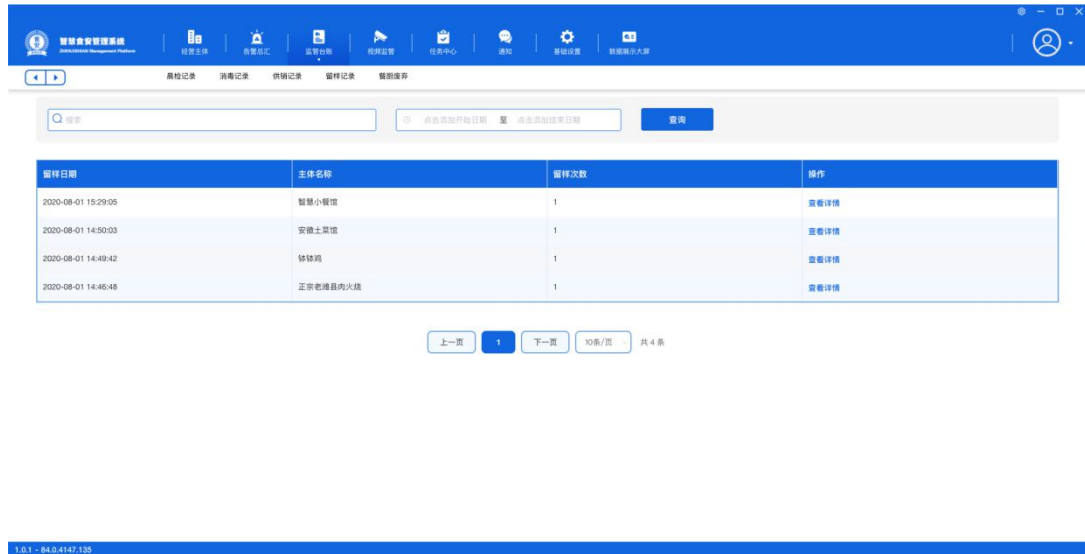 智慧食安管理系统
ZHIHUISHIAN Management Platform
经营主体 告警总汇 监管台账 视频监管 任务中心 通知 基础设置 数据展示大屏
晨检记录 消毒记录 供销记录 留样记录 餐厨废弃
搜索 点击添加开始日期 至 点击添加结束日期 查询
留样日期 主体名称 留样次数 操作
2020-08-01 15:29:05 智慧小餐馆 1 查看详情
2020-08-01 14:50:03 安徽土菜馆 1 查看详情
2020-08-01 14:49:42 钵钵鸡 1 查看详情
2020-08-01 14:46:48 正宗老潍县肉火烧 1 查看详情
上一页 1 下一页 10条/页 共 4 条
1.0.1 - 84.0.4147.135